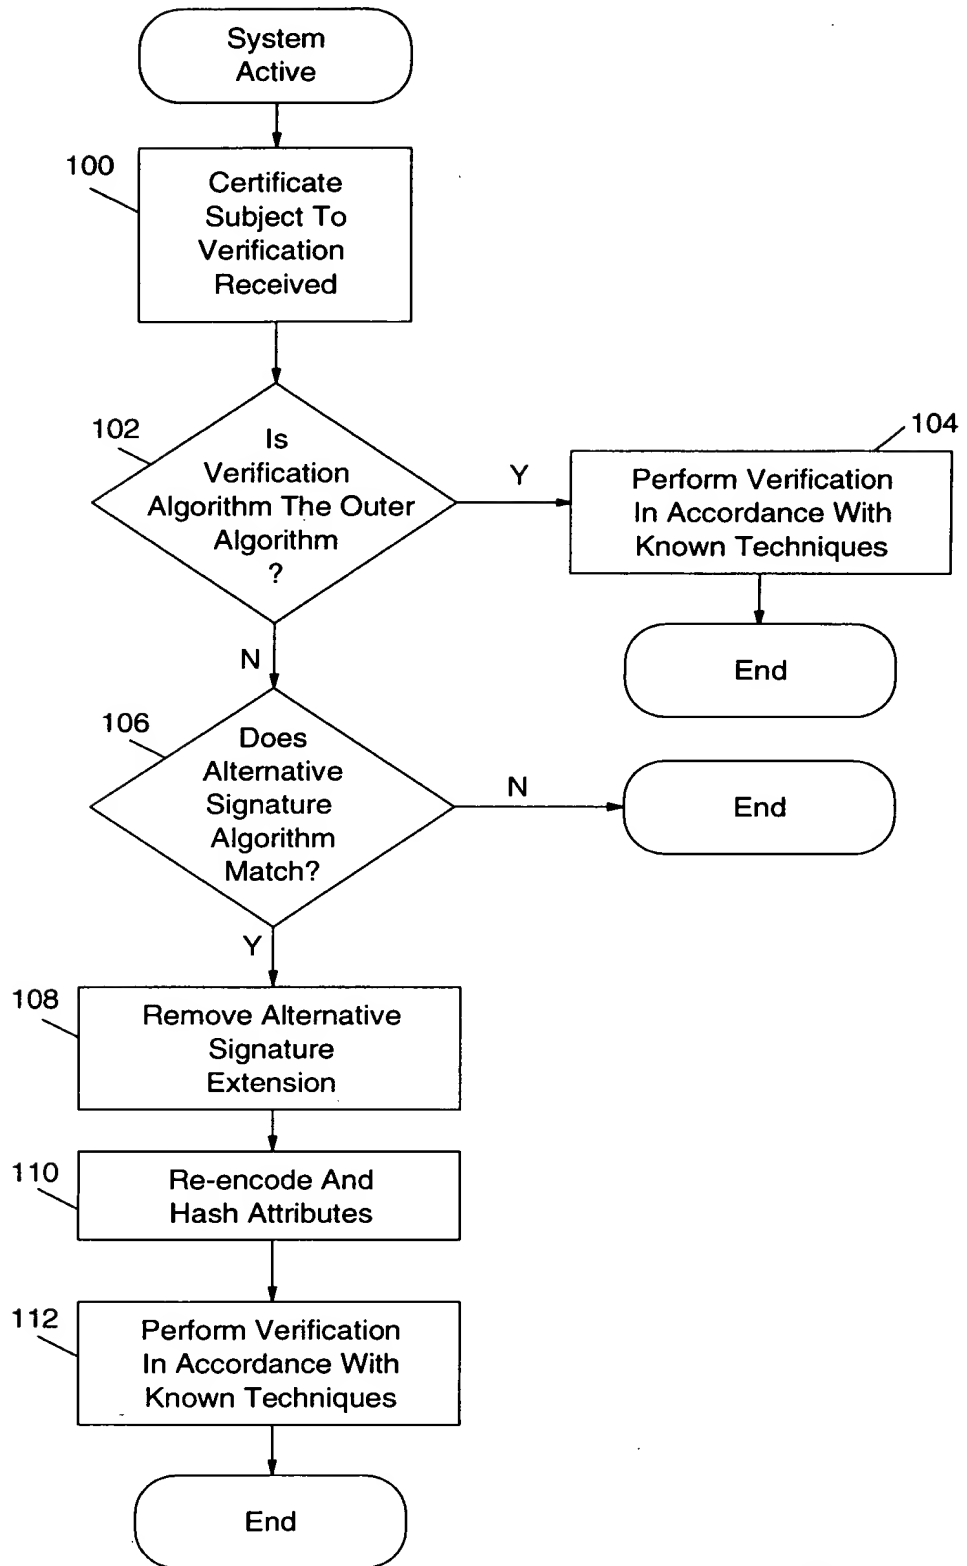 System
Active
100
Certificate
Subject To
Verification
Received
102
Is
Verification
Algorithm The Outer
Algorithm
?
Y
104
Perform Verification
In Accordance With
Known Techniques
End
N
106
Does
Alternative
Signature
Algorithm
Match?
N
End
Y
108
Remove Alternative
Signature
Extension
110
Re-encode And
Hash Attributes
112
Perform Verification
In Accordance With
Known Techniques
End